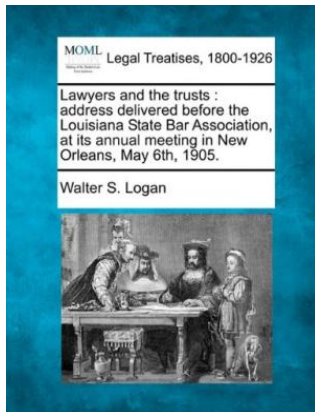 MOML
Legal Treatises, 1800-1926
Lawyers and the trusts :
address delivered before the
Louisiana State Bar Association,
at its annual meeting in New
Orleans, May 6th, 1905.
Walter S. Logan